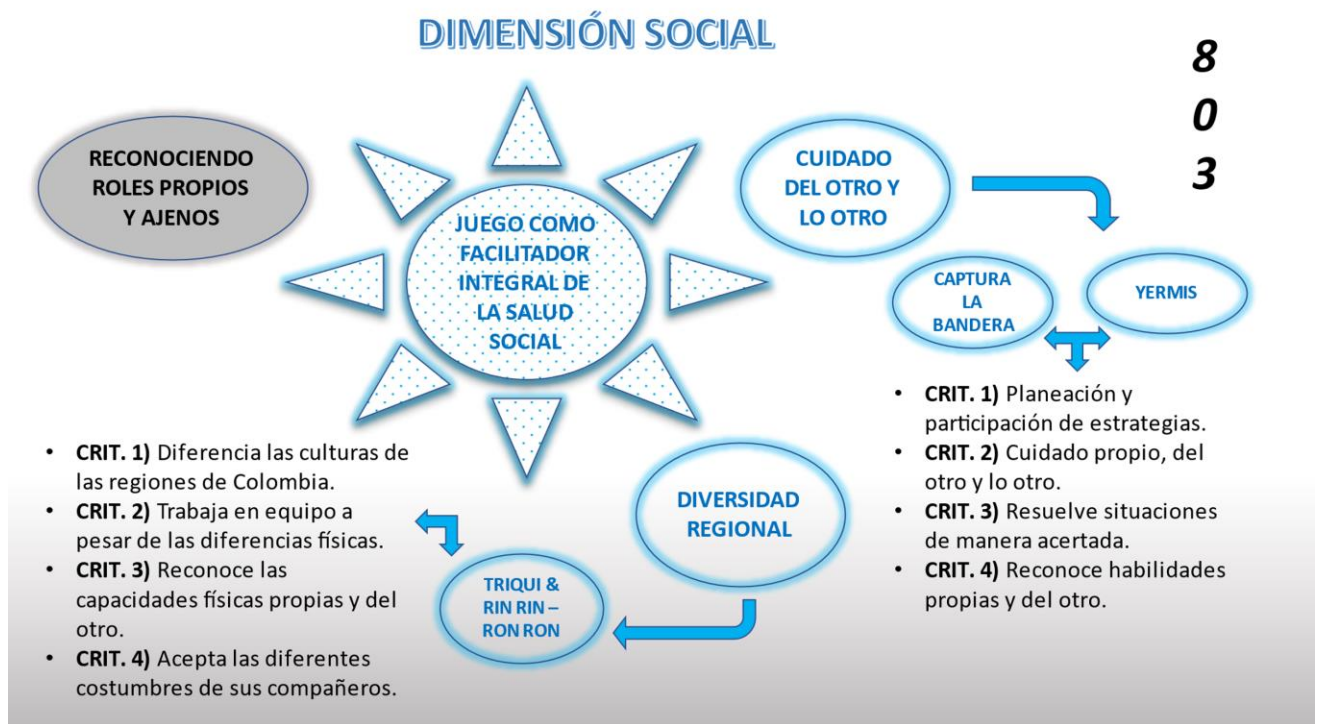 DIMENSIÓN SOCIAL
8
0
3
RECONOCIENDO
ROLES PROPIOS
Y AJENOS
JUEGO COMO
FACILITADOR
INTEGRAL DE
LA SALUD
SOCIAL
CUIDADO
DEL OTRO Y
LO OTRO
CAPTURA
LA
BANDERA
YERMIS
• CRIT. 1) Planeación y
participación de estrategias.
• CRIT. 2) Cuidado propio, del
otro y lo otro.
• CRIT. 3) Resuelve situaciones
de manera acertada.
• CRIT. 4) Reconoce habilidades
propias y del otro.
DIVERSIDAD
REGIONAL
TRIQUI &
RIN RIN –
RON RON
• CRIT. 1) Diferencia las culturas de
las regiones de Colombia.
• CRIT. 2) Trabaja en equipo a
pesar de las diferencias físicas.
• CRIT. 3) Reconoce las
capacidades físicas propias y del
otro.
• CRIT. 4) Acepta las diferentes
costumbres de sus compañeros.